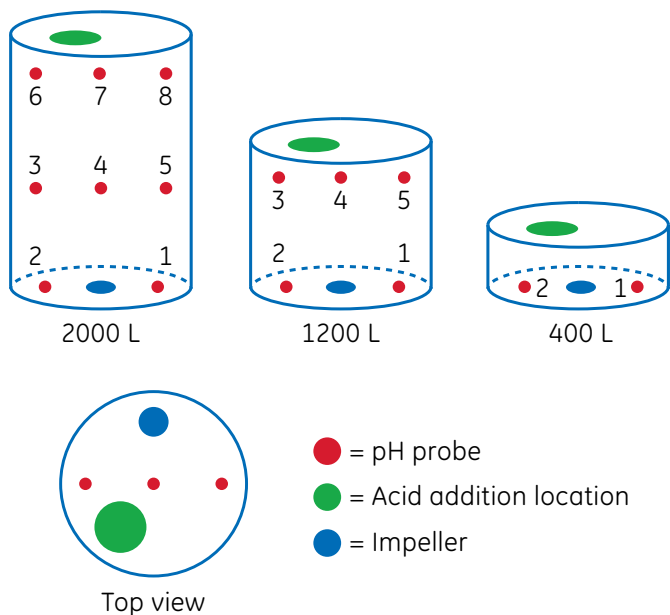 6 7 8
3 4 5
2 1
2000 L
3 4 5
2 1
1200 L
2 1
400 L
Top view
= pH probe
= Acid addition location
= Impeller